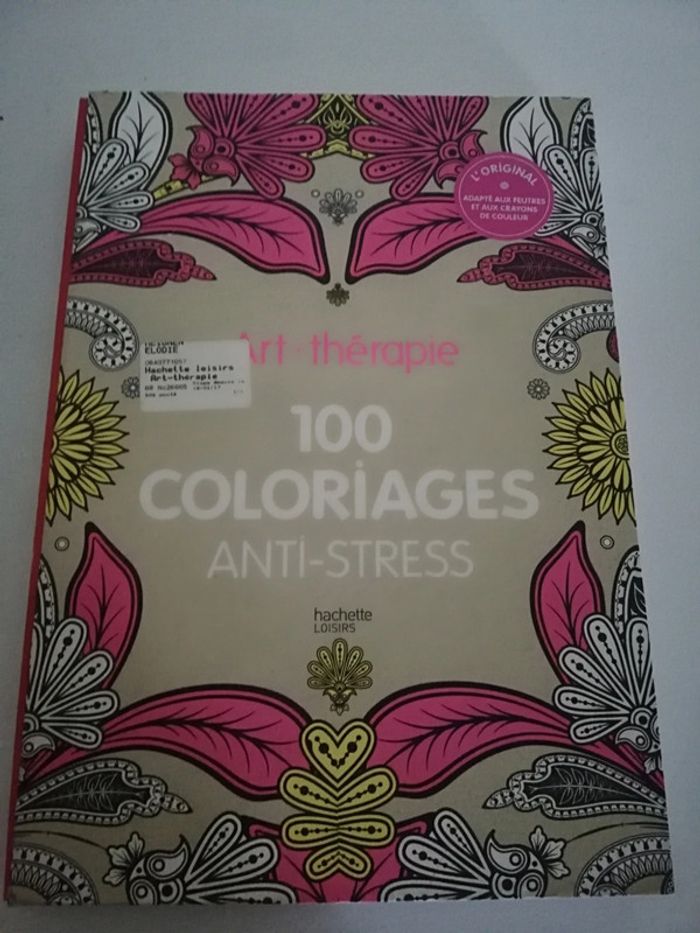 L'ORIGINAL
ADAPTÉ AUX FEUTRES
ET AUX CRAYONS
DE COULEUR
Art · thérapie
ELODIE
Hachette loisirs
Art-thérapie
100
COLORIAGES
ANTI-STRESS
hachette
LOISIRS